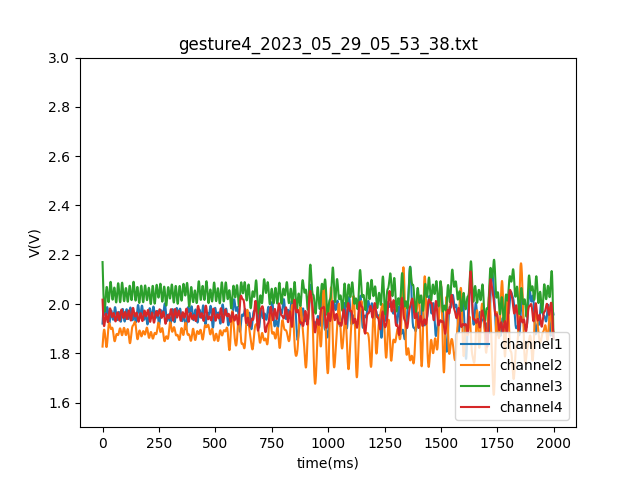 gesture4_2023_05_29_05_53_38.txt
3.0
2.8
2.6
2.4
2.2
2.0
1.8
1.6
V(V)
channel1
channel2
channel3
channel4
0 250 500 750 1000 1250 1500 1750 2000
time(ms)